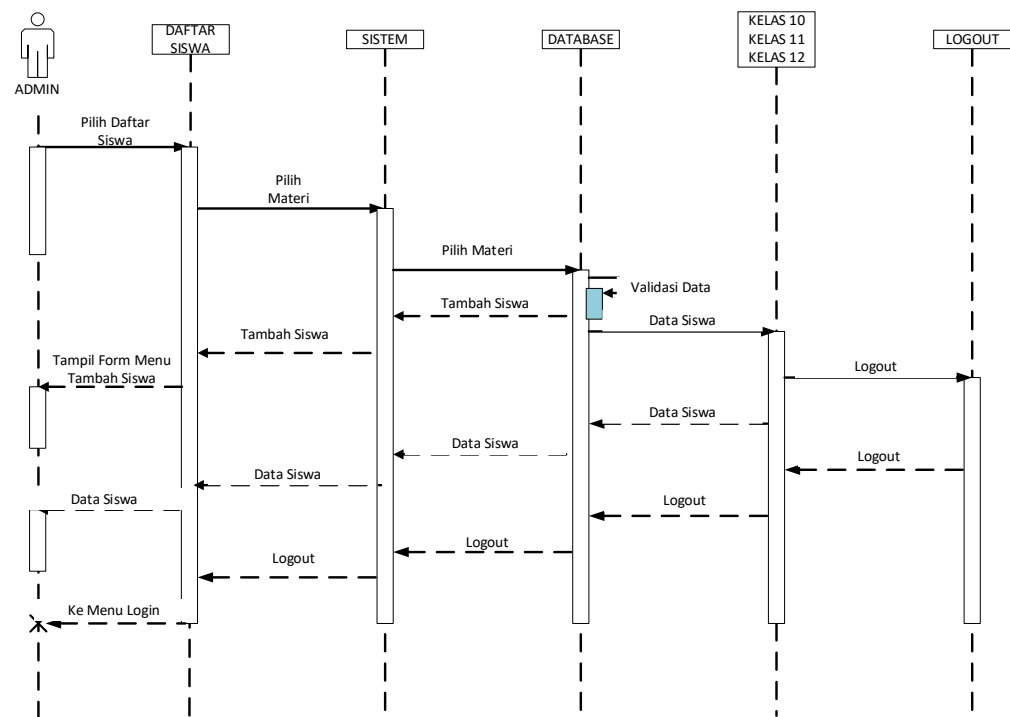 DAFTAR
SISWA
SISTEM
DATABASE
KELAS 10
KELAS 11
KELAS 12
LOGOUT
ADMIN
Pilih Daftar
Siswa
Pilih
Materi
Pilih Materi
Validasi Data
Tambah Siswa
Data Siswa
Tambah Siswa
Tampil Form Menu
Tambah Siswa
Logout
Data Siswa
Data Siswa
Logout
Data Siswa
Data Siswa
Logout
Logout
Logout
Ke Menu Login